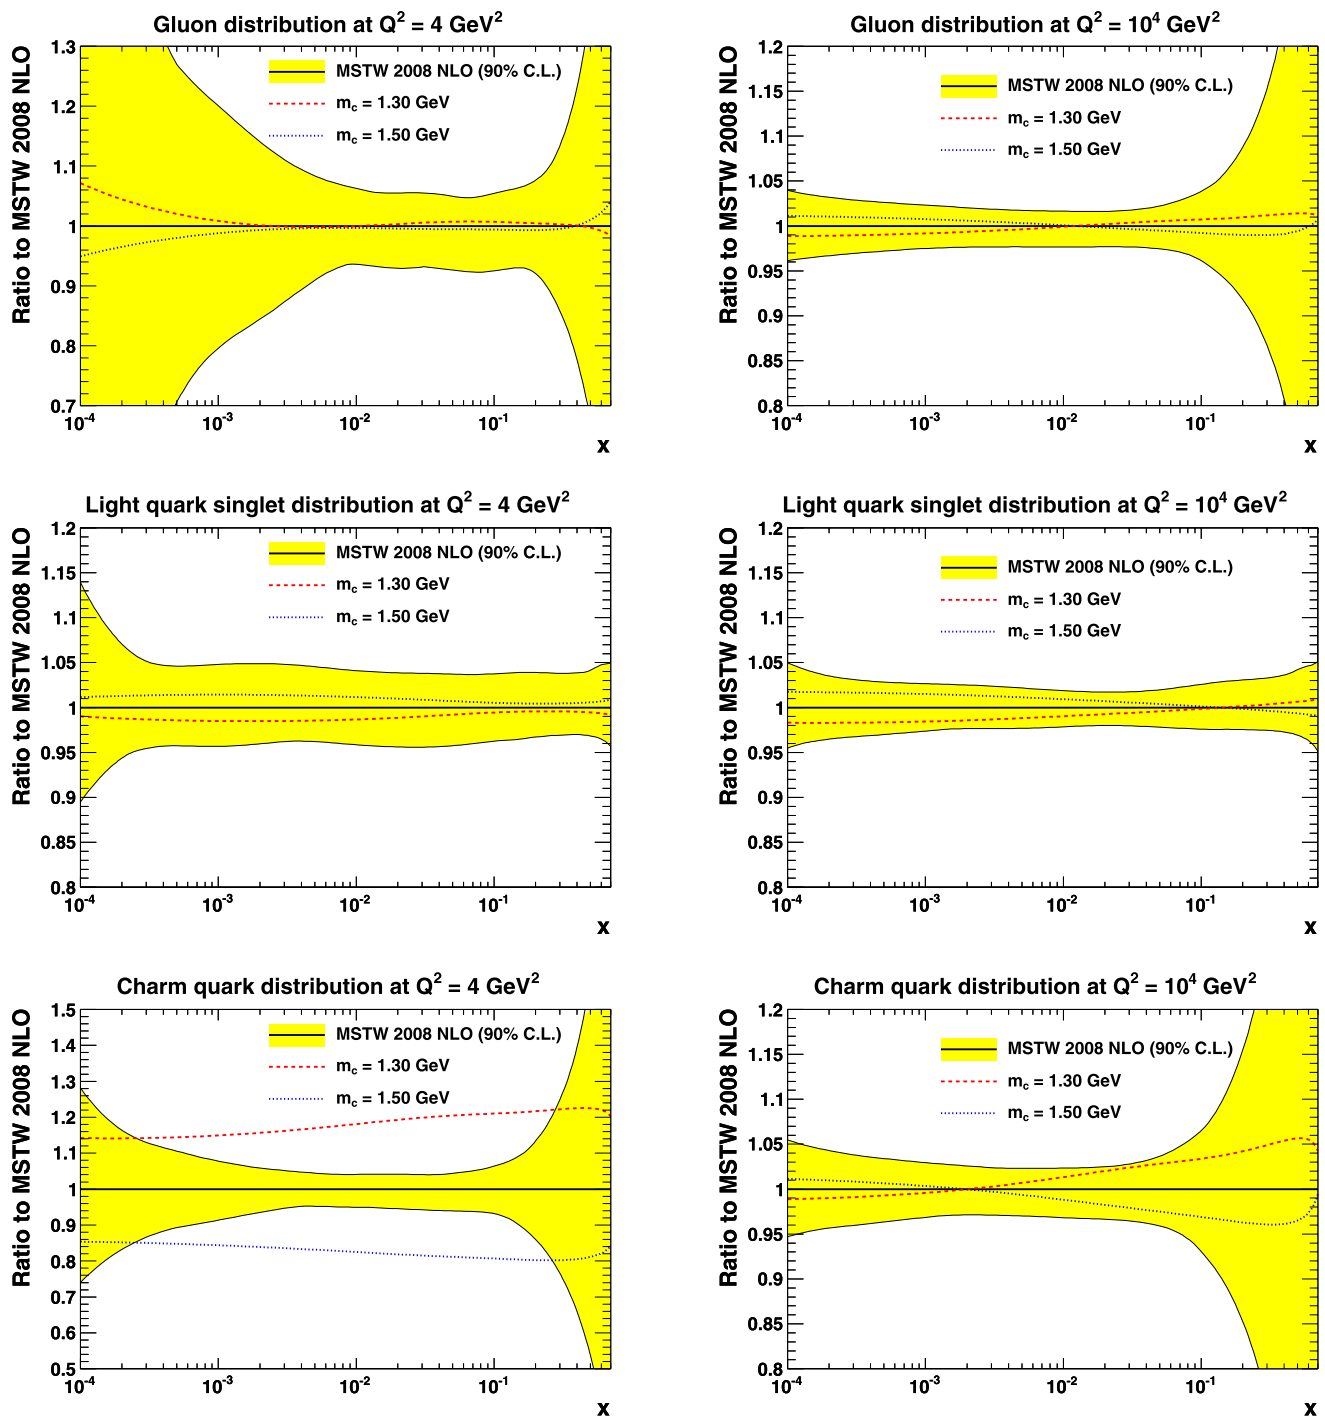 Gluon distribution at Q² = 4 GeV²
Ratio to MSTW 2008 NLO
1.3
1.2
1.1
1
0.9
0.8
0.7
MSTW 2008 NLO (90% C.L.)
m_c = 1.30 GeV
m_c = 1.50 GeV
10⁻⁴ 10⁻³ 10⁻² 10⁻¹
x
Gluon distribution at Q² = 10⁴ GeV²
Ratio to MSTW 2008 NLO
1.2
1.15
1.1
1.05
1
0.95
0.9
0.85
0.8
MSTW 2008 NLO (90% C.L.)
m_c = 1.30 GeV
m_c = 1.50 GeV
10⁻⁴ 10⁻³ 10⁻² 10⁻¹
x
Light quark singlet distribution at Q² = 4 GeV²
Ratio to MSTW 2008 NLO
1.2
1.15
1.1
1.05
1
0.95
0.9
0.85
0.8
MSTW 2008 NLO (90% C.L.)
m_c = 1.30 GeV
m_c = 1.50 GeV
10⁻⁴ 10⁻³ 10⁻² 10⁻¹
x
Light quark singlet distribution at Q² = 10⁴ GeV²
Ratio to MSTW 2008 NLO
1.2
1.15
1.1
1.05
1
0.95
0.9
0.85
0.8
MSTW 2008 NLO (90% C.L.)
m_c = 1.30 GeV
m_c = 1.50 GeV
10⁻⁴ 10⁻³ 10⁻² 10⁻¹
x
Charm quark distribution at Q² = 4 GeV²
Ratio to MSTW 2008 NLO
1.5
1.4
1.3
1.2
1.1
1
0.9
0.8
0.7
0.6
0.5
MSTW 2008 NLO (90% C.L.)
m_c = 1.30 GeV
m_c = 1.50 GeV
10⁻⁴ 10⁻³ 10⁻² 10⁻¹
x
Charm quark distribution at Q² = 10⁴ GeV²
Ratio to MSTW 2008 NLO
1.2
1.15
1.1
1.05
1
0.95
0.9
0.85
0.8
MSTW 2008 NLO (90% C.L.)
m_c = 1.30 GeV
m_c = 1.50 GeV
10⁻⁴ 10⁻³ 10⁻² 10⁻¹
x